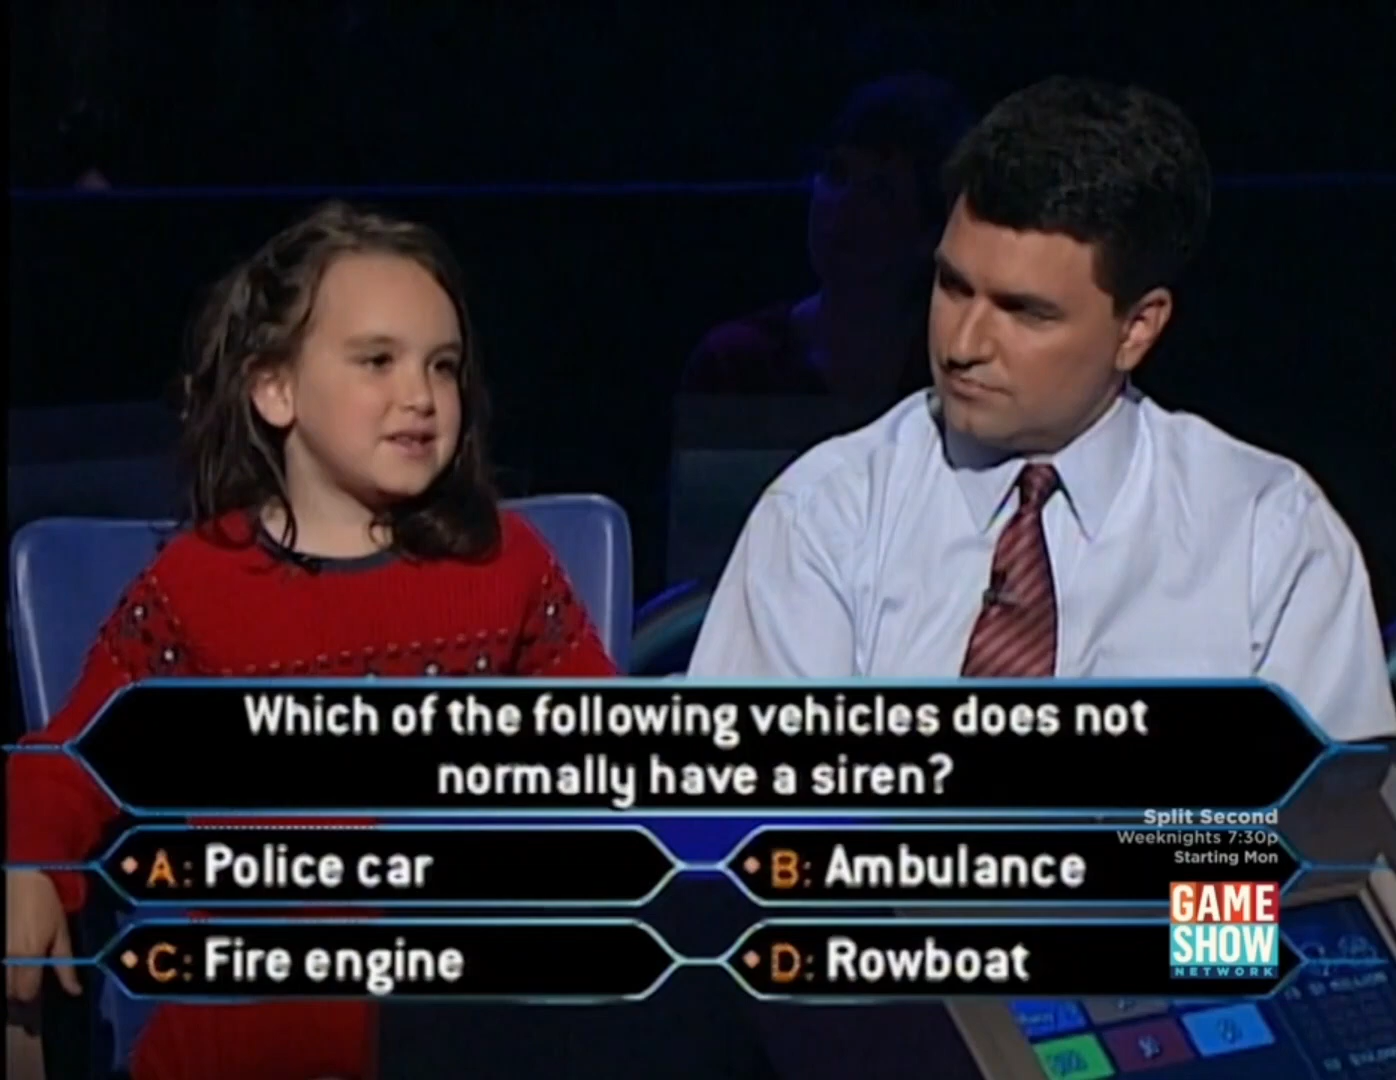 Which of the following vehicles does not
normally have a siren?
A: Police car
B: Ambulance
C: Fire engine
D: Rowboat
Split Second
Weeknights 7:30p
Starting Mon
GAME
SHOW
NETWORK